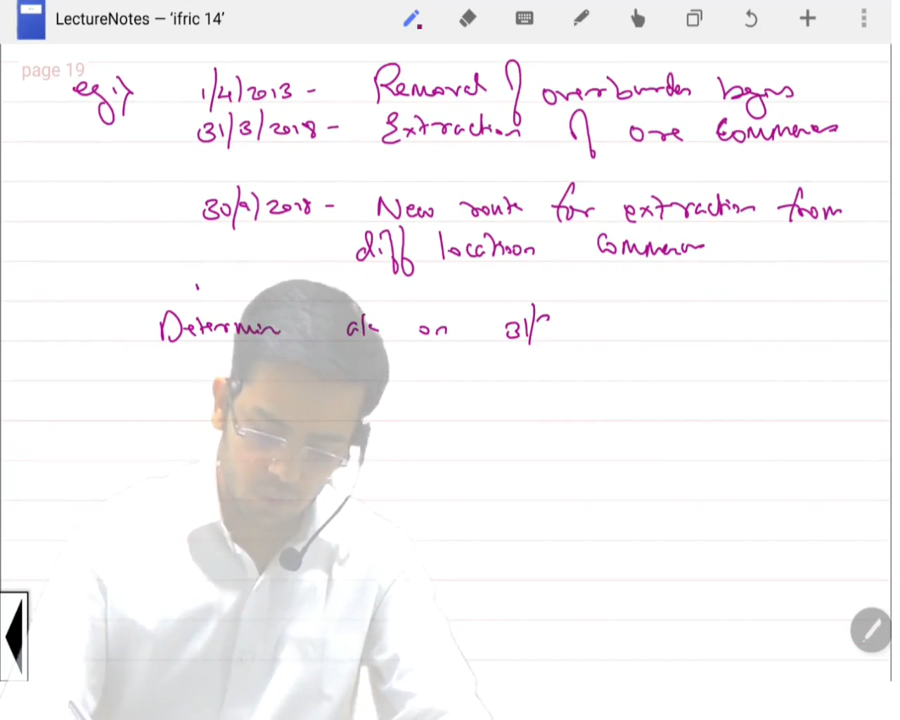 LectureNotes – 'ifric 14'
page 19
eg:)
1/4/2013 - Removal of overburden begins
31/3/2018 - Extraction of ore Commences
30/9/2018 - New route for extraction from
diff location Commence
Determin a/c on 31/